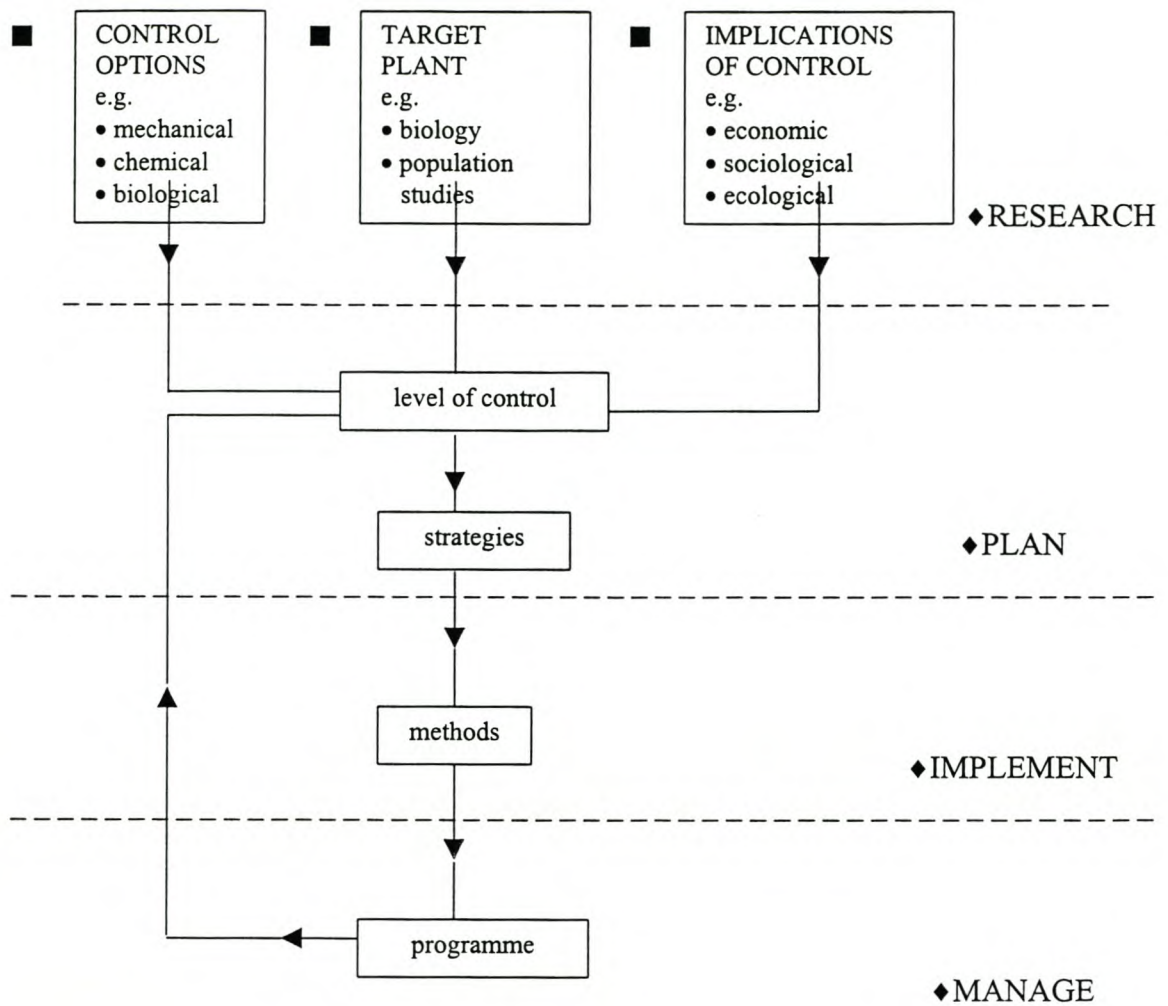 ■ CONTROL
OPTIONS
e.g.
• mechanical
• chemical
• biological
■ TARGET
PLANT
e.g.
• biology
• population
studies
■ IMPLICATIONS
OF CONTROL
e.g.
• economic
• sociological
• ecological
♦RESEARCH
level of control
strategies
♦PLAN
methods
♦IMPLEMENT
programme
♦MANAGE